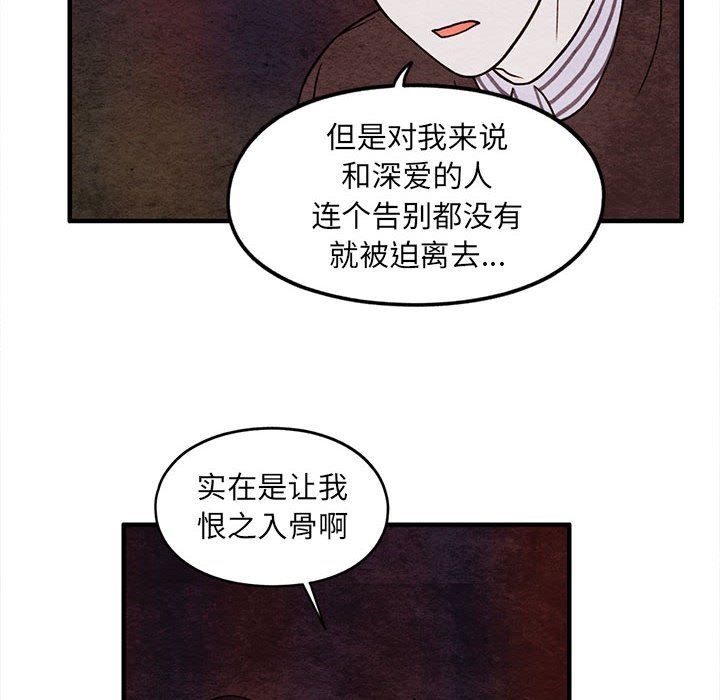 但是对我来说
和深爱的人
连个告别都没有
就被迫离去...
实在是让我
恨之入骨啊